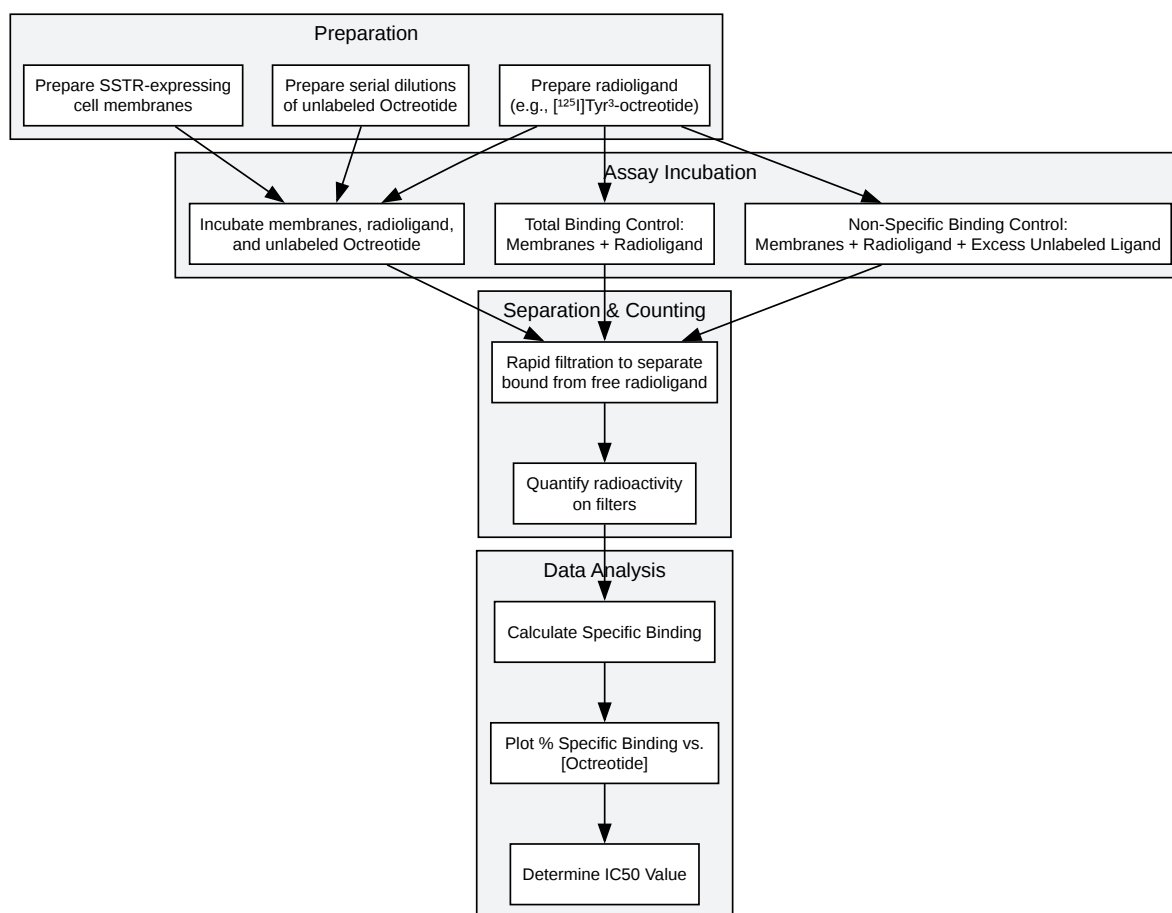 Preparation
Prepare SSTR-expressing
cell membranes
Prepare serial dilutions
of unlabeled Octreotide
Prepare radioligand
(e.g., [¹²⁵I]Tyr³-octreotide)
Assay Incubation
Incubate membranes, radioligand,
and unlabeled Octreotide
Total Binding Control:
Membranes + Radioligand
Non-Specific Binding Control:
Membranes + Radioligand + Excess Unlabeled Ligand
Separation & Counting
Rapid filtration to separate
bound from free radioligand
Quantify radioactivity
on filters
Data Analysis
Calculate Specific Binding
Plot % Specific Binding vs.
[Octreotide]
Determine IC50 Value